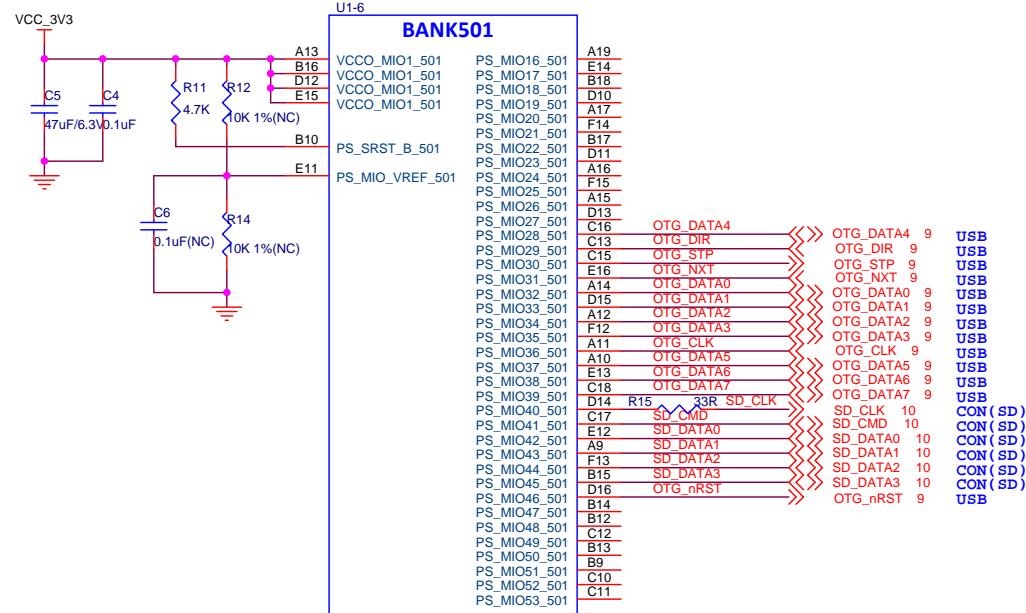 U1-6
VCC_3V3
BANK501
A13 VCCO_MIO1_501 PS_MIO16_501 A19
B16 VCCO_MIO1_501 PS_MIO17_501 E14
D12 VCCO_MIO1_501 PS_MIO18_501 B18
E15 VCCO_MIO1_501 PS_MIO19_501 D10
C5 C4 R11 R12
47uF/6.3V 0.1uF 4.7K 10K 1%(NC)
PS_MIO20_501 A17
PS_MIO21_501 F14
B10 PS_SRST_B_501 PS_MIO22_501 B17
PS_MIO23_501 D11
E11 PS_MIO_VREF_501 PS_MIO24_501 A16
PS_MIO25_501 F15
PS_MIO26_501 A15
C6 R14
0.1uF(NC) 10K 1%(NC)
PS_MIO27_501 D13
PS_MIO28_501 C16 OTG_DATA4 OTG_DATA4 9 USB
PS_MIO29_501 C13 OTG_DIR OTG_DIR 9 USB
PS_MIO30_501 C15 OTG_STP OTG_STP 9 USB
PS_MIO31_501 E16 OTG_NXT OTG_NXT 9 USB
PS_MIO32_501 A14 OTG_DATA0 OTG_DATA0 9 USB
PS_MIO33_501 D15 OTG_DATA1 OTG_DATA1 9 USB
PS_MIO34_501 A12 OTG_DATA2 OTG_DATA2 9 USB
PS_MIO35_501 F12 OTG_DATA3 OTG_DATA3 9 USB
PS_MIO36_501 A11 OTG_CLK OTG_CLK 9 USB
PS_MIO37_501 A10 OTG_DATA5 OTG_DATA5 9 USB
PS_MIO38_501 E13 OTG_DATA6 OTG_DATA6 9 USB
PS_MIO39_501 C18 OTG_DATA7 OTG_DATA7 9 USB
PS_MIO40_501 D14 R15 33R SD_CLK SD_CLK 10 CON(SD)
PS_MIO41_501 C17 SD_CMD SD_CMD 10 CON(SD)
PS_MIO42_501 E12 SD_DATA0 SD_DATA0 10 CON(SD)
PS_MIO43_501 A9 SD_DATA1 SD_DATA1 10 CON(SD)
PS_MIO44_501 F13 SD_DATA2 SD_DATA2 10 CON(SD)
PS_MIO45_501 B15 SD_DATA3 SD_DATA3 10 CON(SD)
PS_MIO46_501 D16 OTG_nRST OTG_nRST 9 USB
PS_MIO47_501 B14
PS_MIO48_501 B12
PS_MIO49_501 C12
PS_MIO50_501 B13
PS_MIO51_501 B9
PS_MIO52_501 C10
PS_MIO53_501 C11